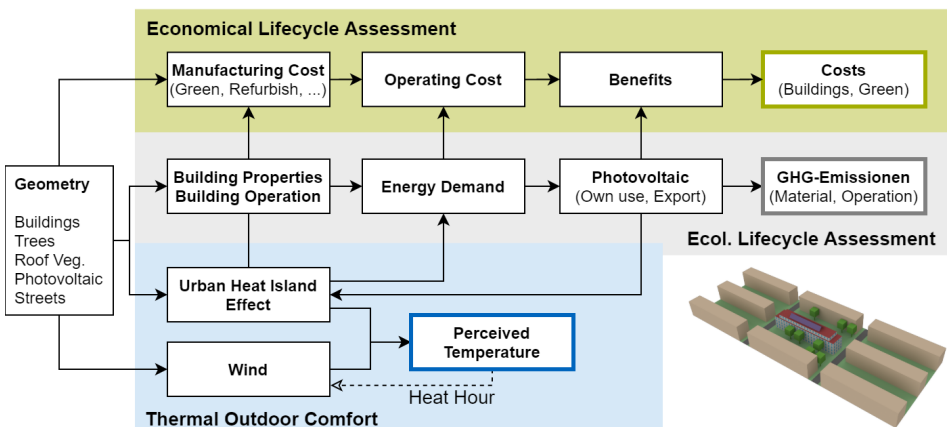 Economical Lifecycle Assessment
Manufacturing Cost
(Green, Refurbish, ...)
Operating Cost
Benefits
Costs
(Buildings, Green)
Geometry
Buildings
Trees
Roof Veg.
Photovoltaic
Streets
Building Properties
Building Operation
Energy Demand
Photovoltaic
(Own use, Export)
GHG-Emissionen
(Material, Operation)
Ecol. Lifecycle Assessment
Urban Heat Island
Effect
Perceived
Temperature
Wind
Heat Hour
Thermal Outdoor Comfort